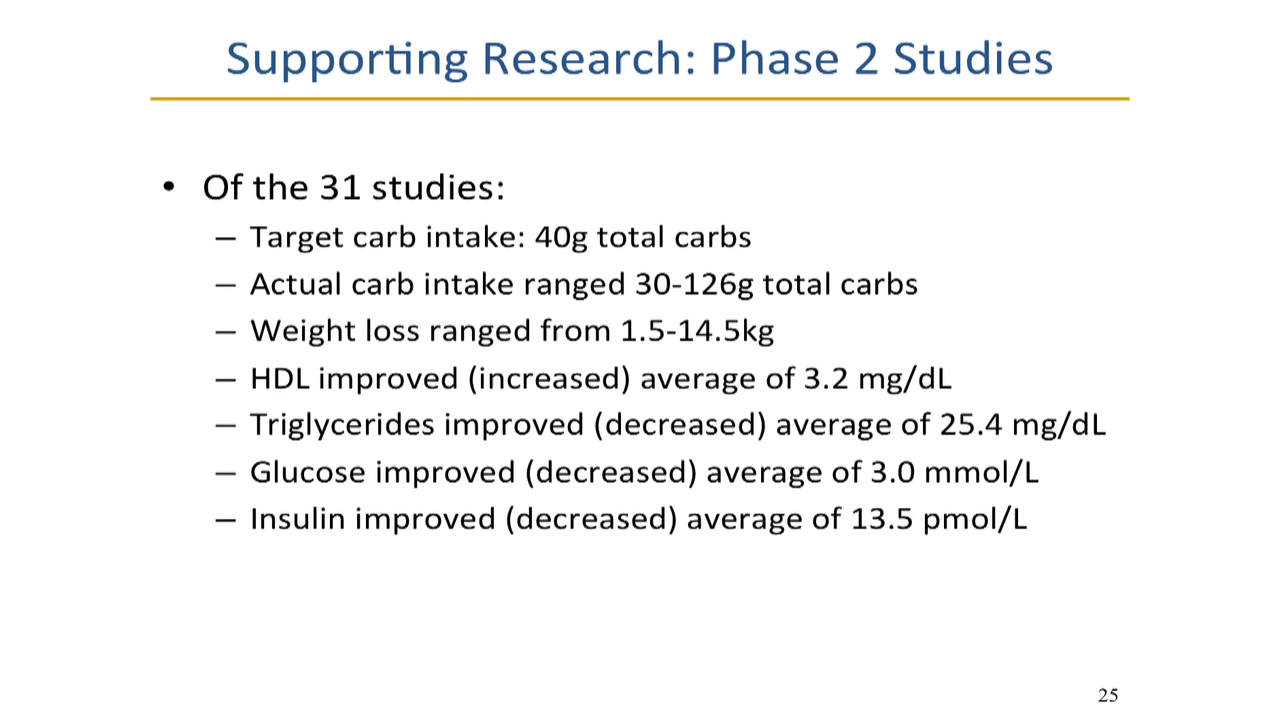 Supporting Research: Phase 2 Studies
• Of the 31 studies:
– Target carb intake: 40g total carbs
– Actual carb intake ranged 30-126g total carbs
– Weight loss ranged from 1.5-14.5kg
– HDL improved (increased) average of 3.2 mg/dL
– Triglycerides improved (decreased) average of 25.4 mg/dL
– Glucose improved (decreased) average of 3.0 mmol/L
– Insulin improved (decreased) average of 13.5 pmol/L
25